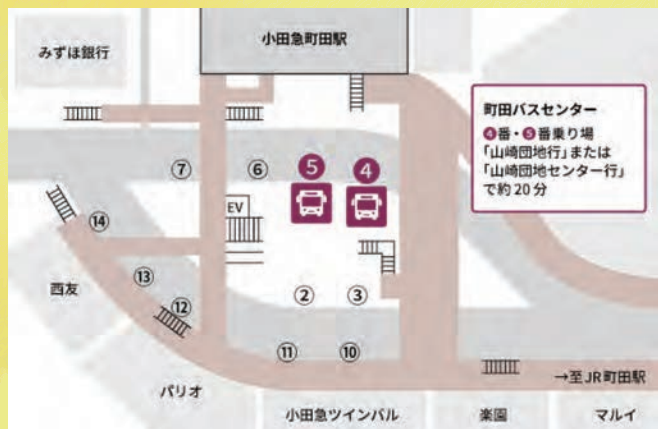 小田急町田駅
みずほ銀行
町田バスセンター
❹番・❺番乗り場
「山崎団地行」または
「山崎団地センター行」
で約20分
⑦
⑥
❺
❹
EV
⑭
⑬
⑫
②
③
⑪
⑩
西友
パリオ
→至JR町田駅
小田急ツインパル
楽園
マルイ